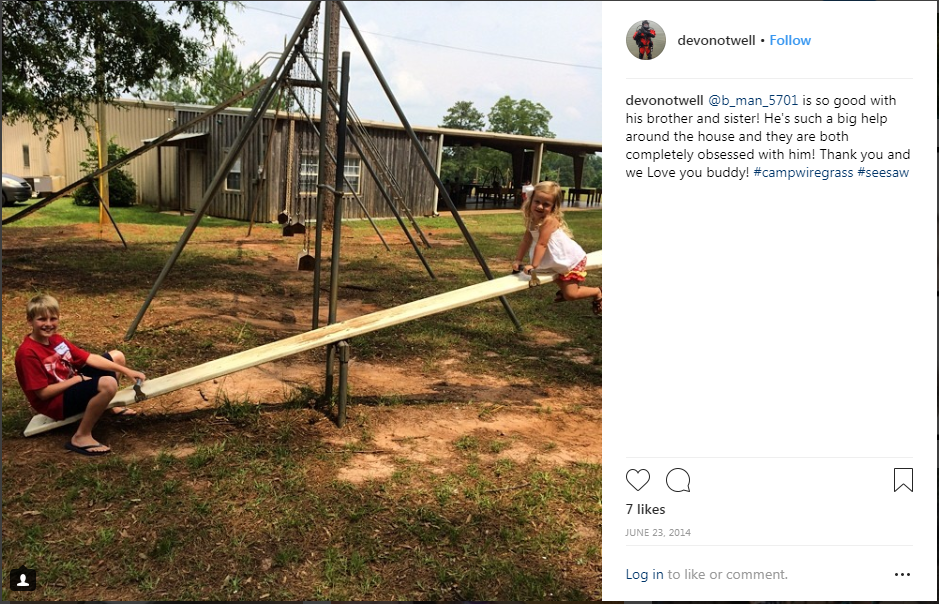 devonotwell • Follow
devonotwell @b_man_5701 is so good with
his brother and sister! He's such a big help
around the house and they are both
completely obsessed with him! Thank you and
we Love you buddy! #campwiregrass #seesaw
7 likes
JUNE 23, 2014
Log in to like or comment.